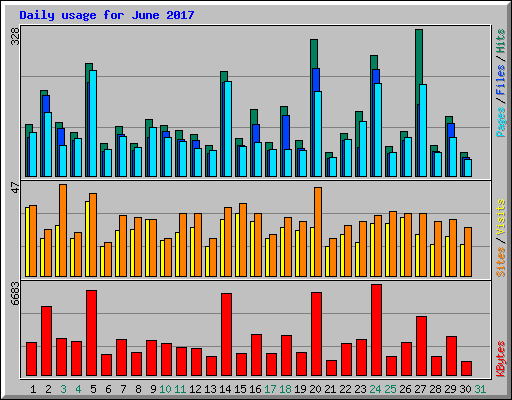 Daily usage for June 2017
328
Pages / Files / Hits
47
Sites / Visits
6683
KBytes
1 2 3 4 5 6 7 8 9 10 11 12 13 14 15 16 17 18 19 20 21 22 23 24 25 26 27 28 29 30 31